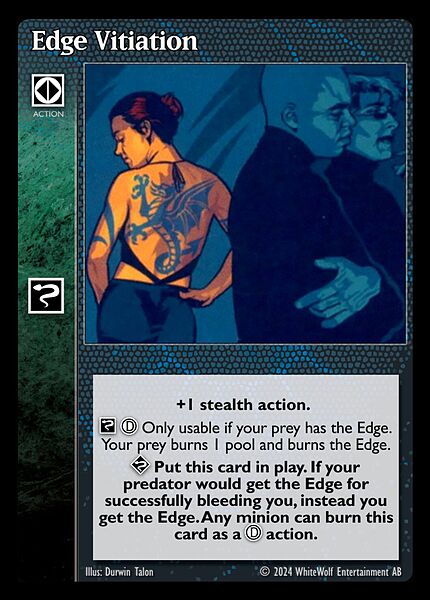 Edge Vitiation
ACTION
+1 stealth action.
Ⓓ Only usable if your prey has the Edge.
Your prey burns 1 pool and burns the Edge.
Put this card in play. If your
predator would get the Edge for
successfully bleeding you, instead you
get the Edge. Any minion can burn this
card as a Ⓓ action.
Illus: Durwin Talon
© 2024 WhiteWolf Entertainment AB